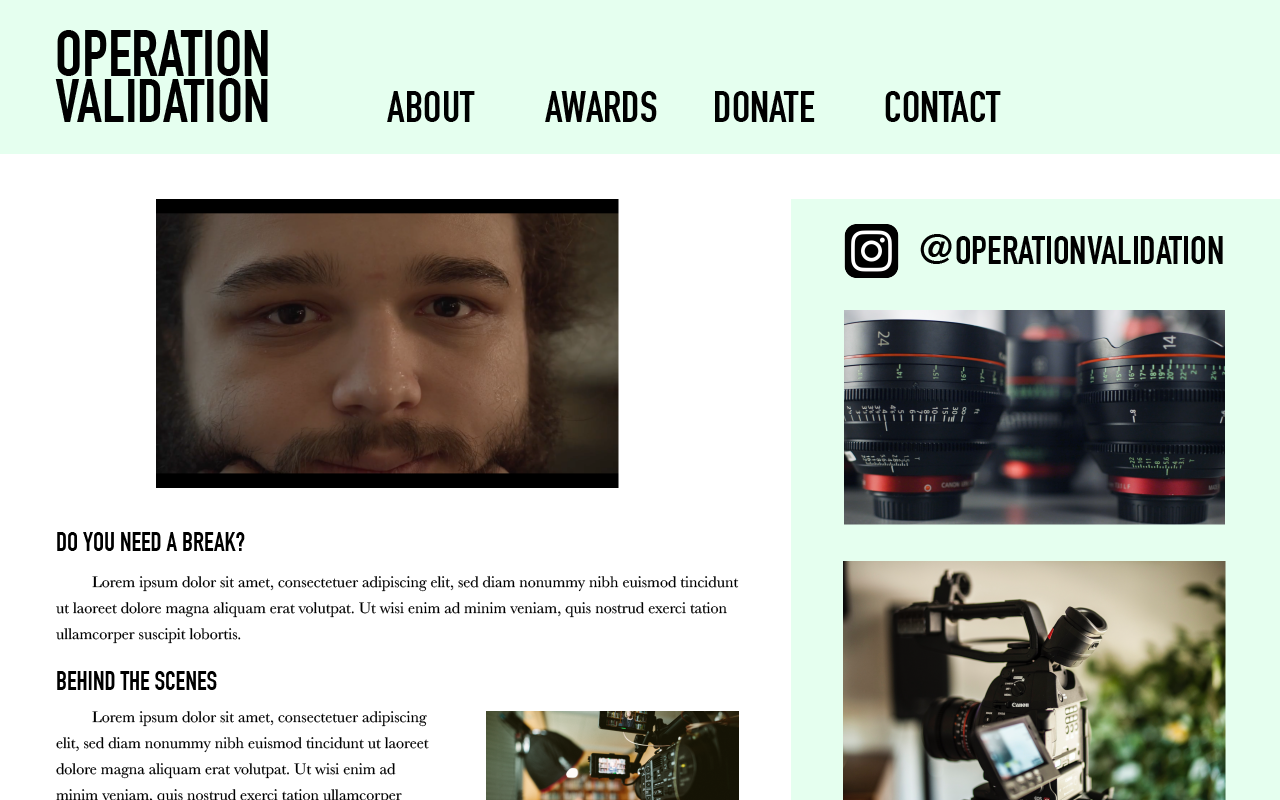 OPERATION
VALIDATION
ABOUT AWARDS DONATE CONTACT
@OPERATIONVALIDATION
24
14
Canon
DO YOU NEED A BREAK?
Lorem ipsum dolor sit amet, consectetuer adipiscing elit, sed diam nonummy nibh euismod tincidunt
ut laoreet dolore magna aliquam erat volutpat. Ut wisi enim ad minim veniam, quis nostrud exerci tation
ullamcorper suscipit lobortis.
BEHIND THE SCENES
Lorem ipsum dolor sit amet, consectetuer adipiscing
elit, sed diam nonummy nibh euismod tincidunt ut laoreet
dolore magna aliquam erat volutpat. Ut wisi enim ad
minim veniam, quis nostrud exerci tation ullamcorper